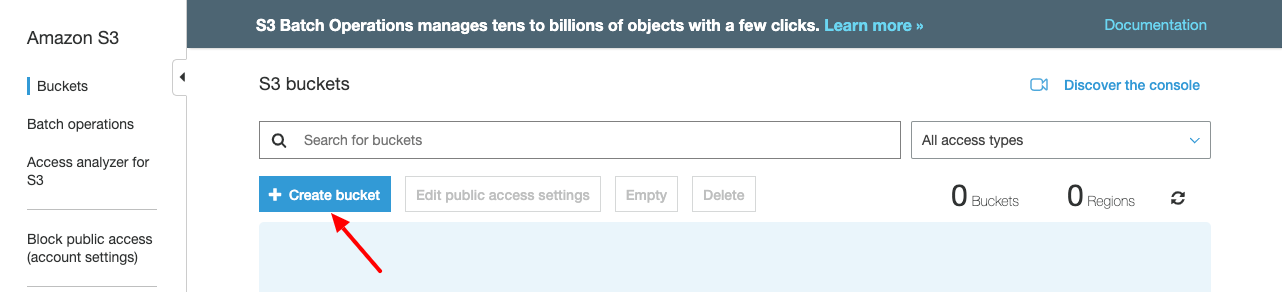 Amazon S3
Buckets
Batch operations
Access analyzer for
S3
Block public access
(account settings)
S3 Batch Operations manages tens to billions of objects with a few clicks. Learn more »
Documentation
S3 buckets
Discover the console
Search for buckets
All access types
Create bucket
Edit public access settings
Empty
Delete
0 Buckets
0 Regions